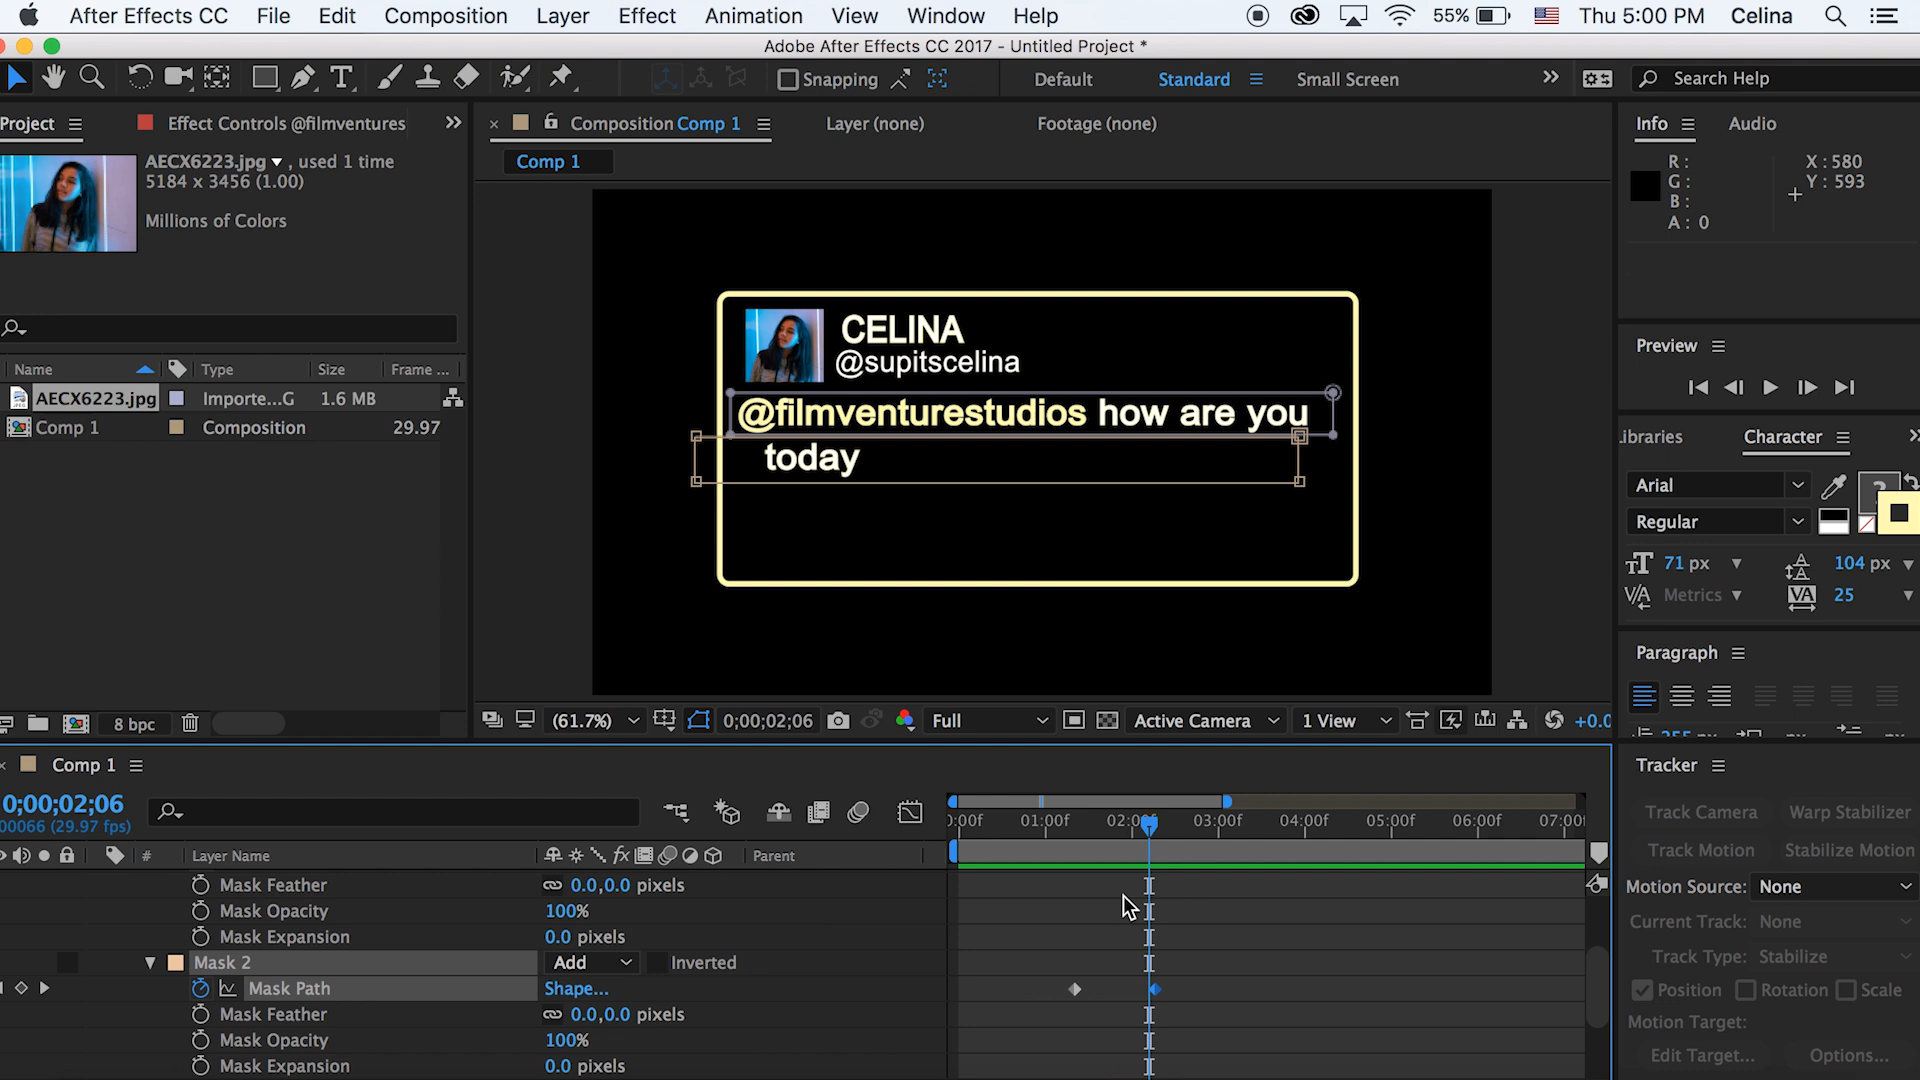 After Effects CC File Edit Composition Layer Effect Animation View Window Help 55% Thu 5:00 PM Celina
Adobe After Effects CC 2017 - Untitled Project *
Snapping Default Standard Small Screen Search Help
Project Effect Controls @filmventures
Composition Comp 1 Layer (none) Footage (none)
Info Audio
AECX6223.jpg , used 1 time
5184 x 3456 (1.00)
Millions of Colors
Comp 1
R :
G :
B :
A : 0
X : 580
Y : 593
CELINA
@supitscelina
@filmventurestudios how are you
today
Name Type Size Frame ...
AECX6223.jpg Importe...G 1.6 MB
Comp 1 Composition 29.97
Preview
Libraries Character
Arial
Regular
71 px 104 px
Metrics 25
Paragraph
8 bpc
(61.7%) 0;00;02;06 Full Active Camera 1 View +0.0
Comp 1
0;00;02;06
00066 (29.97 fps)
0:00f 01:00f 02:00f 03:00f 04:00f 05:00f 06:00f 07:00f
# Layer Name Parent
Mask Feather 0.0,0.0 pixels
Mask Opacity 100%
Mask Expansion 0.0 pixels
Mask 2 Add Inverted
Mask Path Shape...
Mask Feather 0.0,0.0 pixels
Mask Opacity 100%
Mask Expansion 0.0 pixels
Tracker
Track Camera Warp Stabilizer
Track Motion Stabilize Motion
Motion Source: None
Current Track: None
Track Type: Stabilize
Position Rotation Scale
Motion Target:
Edit Target... Options...